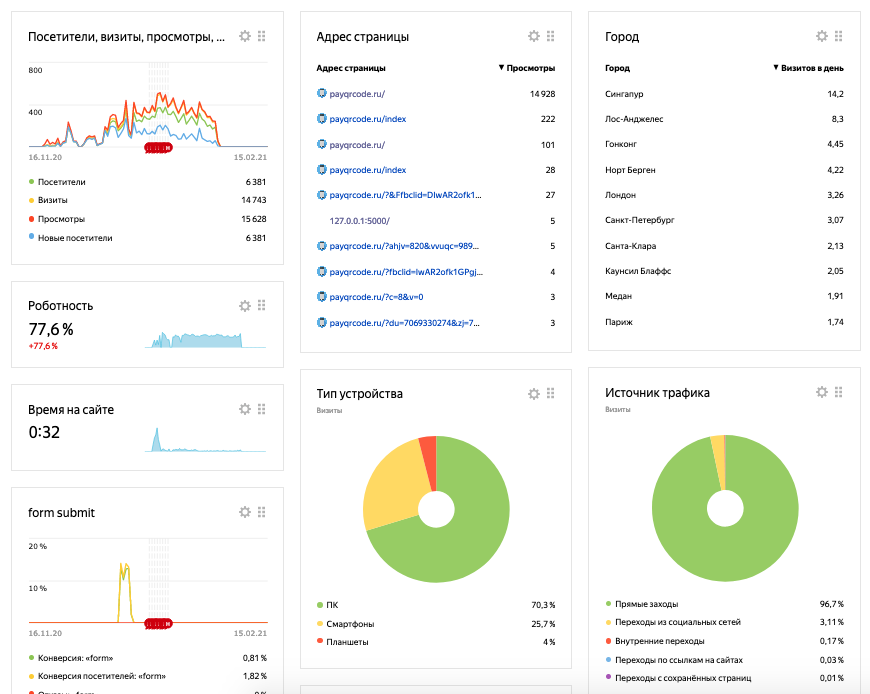 Посетители, визиты, просмотры, ...
800
400
16.11.20
15.02.21
Посетители 6 381
Визиты 14 743
Просмотры 15 628
Новые посетители 6 381
Роботность
77,6 %
+77,6 %
Время на сайте
0:32
form submit
20 %
10 %
16.11.20
15.02.21
Конверсия: «form» 0,81 %
Конверсия посетителей: «form» 1,82 %
Адрес страницы
Адрес страницы ▼ Просмотры
payqrcode.ru/ 14 928
payqrcode.ru/index 222
payqrcode.ru/ 101
payqrcode.ru/index 28
payqrcode.ru/?&Ffbclid=DIwAR2ofk1... 27
127.0.0.1:5000/ 5
payqrcode.ru/?ahjv=820&vvuqc=989... 5
payqrcode.ru/?fbclid=IwAR2ofk1GPgj... 4
payqrcode.ru/?c=8&v=0 3
payqrcode.ru/?du=7069330274&zj=7... 3
Тип устройства
Визиты
ПК 70,3 %
Смартфоны 25,7 %
Планшеты 4 %
Город
Город ▼ Визитов в день
Сингапур 14,2
Лос-Анджелес 8,3
Гонконг 4,45
Норт Берген 4,22
Лондон 3,26
Санкт-Петербург 3,07
Санта-Клара 2,13
Каунсил Блаффс 2,05
Медан 1,91
Париж 1,74
Источник трафика
Визиты
Прямые заходы 96,7 %
Переходы из социальных сетей 3,11 %
Внутренние переходы 0,17 %
Переходы по ссылкам на сайтах 0,03 %
Переходы с сохранённых страниц 0,01 %